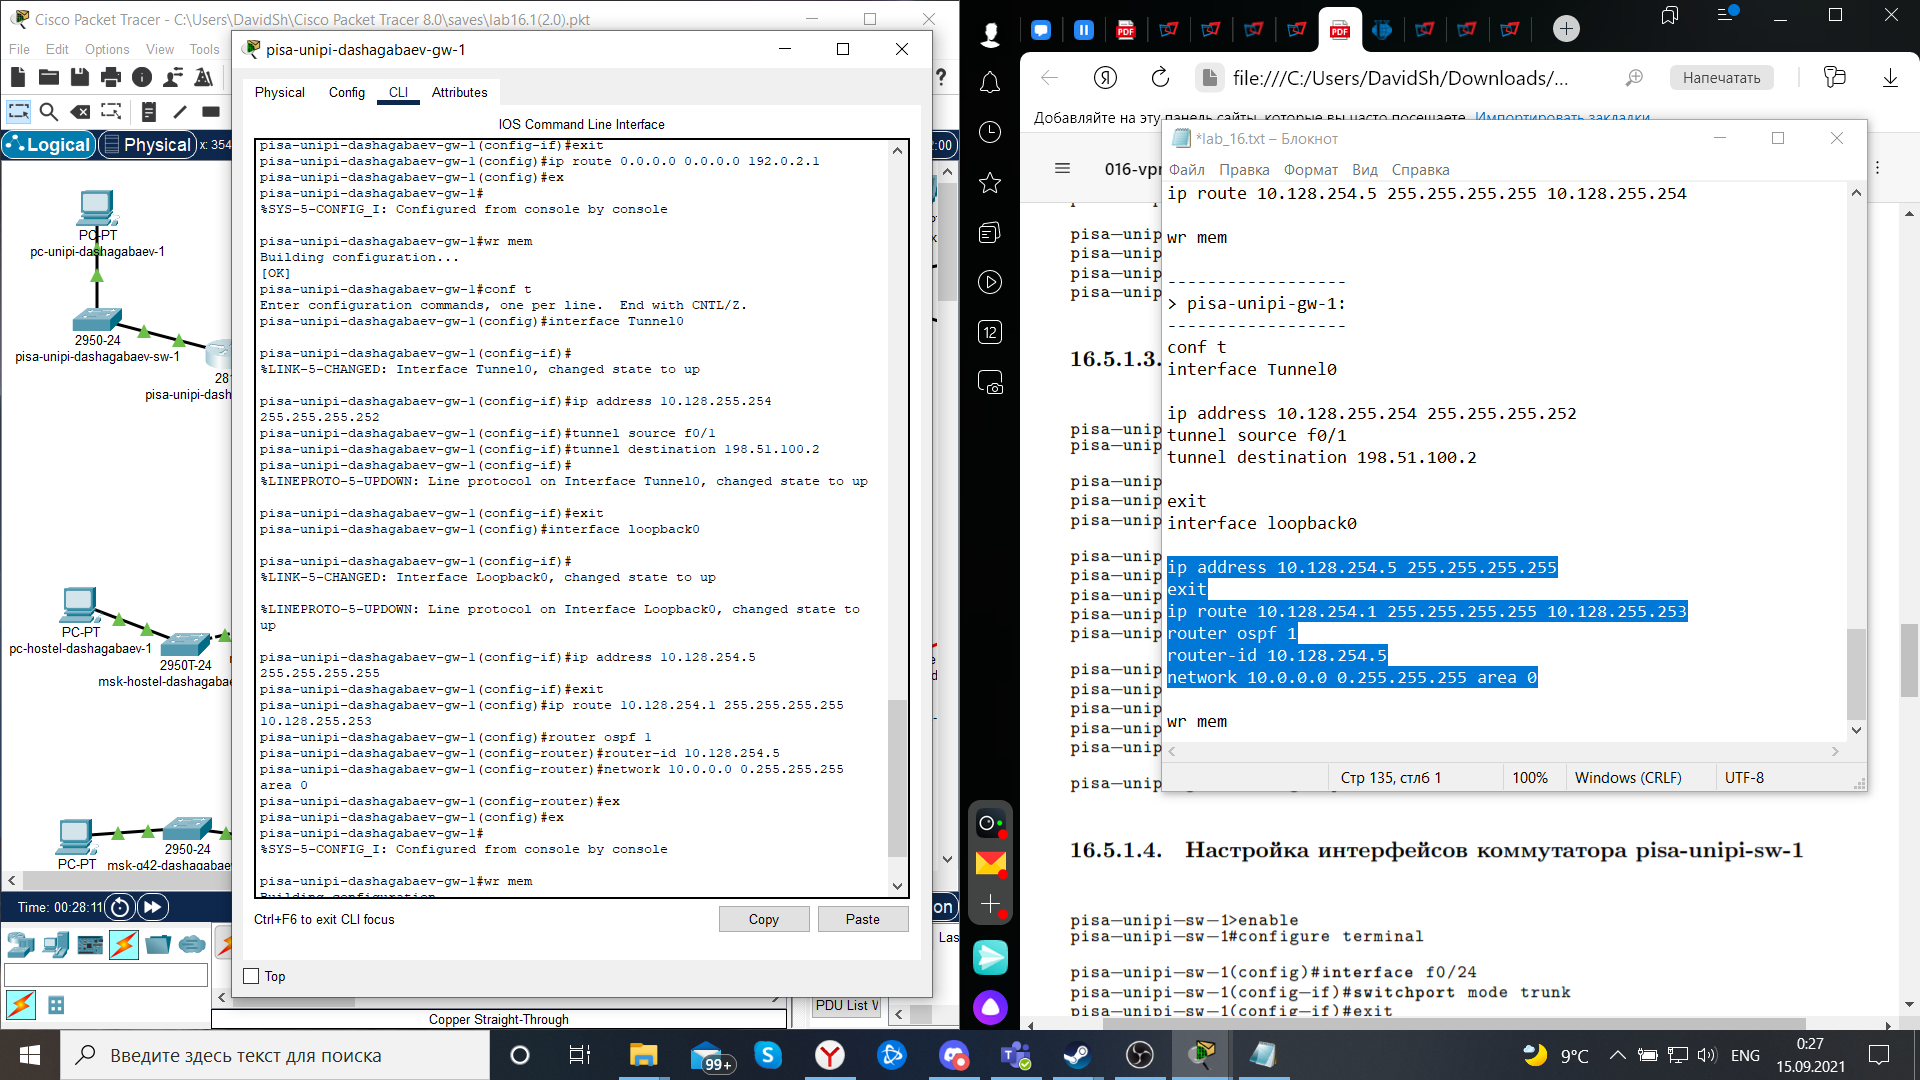 Cisco Packet Tracer - C:\Users\DavidSh\Cisco Packet Tracer 8.0\saves\lab16.1(2.0).pkt
File Edit Options View Tools
Logical
Physical
x: 354
PC-PT
pc-unipi-dashagabaev-1
2950-24
pisa-unipi-dashagabaev-sw-1
pisa-unipi-dash
PC-PT
pc-hostel-dashagabaev-1
2950T-24
msk-hostel-dashagabae
2950-24
PC-PT
msk-q42-dashagabaev
Time: 00:28:11
Copper Straight-Through
pisa-unipi-dashagabaev-gw-1
Physical Config CLI Attributes
IOS Command Line Interface
pisa-unipi-dashagabaev-gw-1(config-if)#exit
pisa-unipi-dashagabaev-gw-1(config)#ip route 0.0.0.0 0.0.0.0 192.0.2.1
pisa-unipi-dashagabaev-gw-1(config)#ex
pisa-unipi-dashagabaev-gw-1#
%SYS-5-CONFIG_I: Configured from console by console
pisa-unipi-dashagabaev-gw-1#wr mem
Building configuration...
[OK]
pisa-unipi-dashagabaev-gw-1#conf t
Enter configuration commands, one per line. End with CNTL/Z.
pisa-unipi-dashagabaev-gw-1(config)#interface Tunnel0
pisa-unipi-dashagabaev-gw-1(config-if)#
%LINK-5-CHANGED: Interface Tunnel0, changed state to up
pisa-unipi-dashagabaev-gw-1(config-if)#ip address 10.128.255.254
255.255.255.252
pisa-unipi-dashagabaev-gw-1(config-if)#tunnel source f0/1
pisa-unipi-dashagabaev-gw-1(config-if)#tunnel destination 198.51.100.2
pisa-unipi-dashagabaev-gw-1(config-if)#
%LINEPROTO-5-UPDOWN: Line protocol on Interface Tunnel0, changed state to up
pisa-unipi-dashagabaev-gw-1(config-if)#exit
pisa-unipi-dashagabaev-gw-1(config)#interface loopback0
pisa-unipi-dashagabaev-gw-1(config-if)#
%LINK-5-CHANGED: Interface Loopback0, changed state to up
%LINEPROTO-5-UPDOWN: Line protocol on Interface Loopback0, changed state to
up
pisa-unipi-dashagabaev-gw-1(config-if)#ip address 10.128.254.5
255.255.255.255
pisa-unipi-dashagabaev-gw-1(config-if)#exit
pisa-unipi-dashagabaev-gw-1(config)#ip route 10.128.254.1 255.255.255.255
10.128.255.253
pisa-unipi-dashagabaev-gw-1(config)#router ospf 1
pisa-unipi-dashagabaev-gw-1(config-router)#router-id 10.128.254.5
pisa-unipi-dashagabaev-gw-1(config-router)#network 10.0.0.0 0.255.255.255
area 0
pisa-unipi-dashagabaev-gw-1(config-router)#ex
pisa-unipi-dashagabaev-gw-1(config)#ex
pisa-unipi-dashagabaev-gw-1#
%SYS-5-CONFIG_I: Configured from console by console
pisa-unipi-dashagabaev-gw-1#wr mem
Building configuration
Ctrl+F6 to exit CLI focus
Copy
Paste
Top
PDU List W
file:///C:/Users/DavidSh/Downloads/...
Напечатать
Добавляйте на эту панель сайты, которые вы часто посещаете. Импортировать закладки
016-vpn
12
16.5.1.3.
*lab_16.txt – Блокнот
Файл Правка Формат Вид Справка
ip route 10.128.254.5 255.255.255.255 10.128.255.254
wr mem
-----------------
> pisa-unipi-gw-1:
-----------------
conf t
interface Tunnel0
ip address 10.128.255.254 255.255.255.252
tunnel source f0/1
tunnel destination 198.51.100.2
exit
interface loopback0
ip address 10.128.254.5 255.255.255.255
exit
ip route 10.128.254.1 255.255.255.255 10.128.255.253
router ospf 1
router-id 10.128.254.5
network 10.0.0.0 0.255.255.255 area 0
wr mem
Стр 135, стлб 1 100% Windows (CRLF) UTF-8
16.5.1.4. Настройка интерфейсов коммутатора pisa-unipi-sw-1
pisa-unipi-sw-1>enable
pisa-unipi-sw-1#configure terminal
pisa-unipi-sw-1(config)#interface f0/24
pisa-unipi-sw-1(config-if)#switchport mode trunk
pisa-unipi-sw-1(config-if)#exit
Введите здесь текст для поиска
99+
9°C
ENG
0:27
15.09.2021